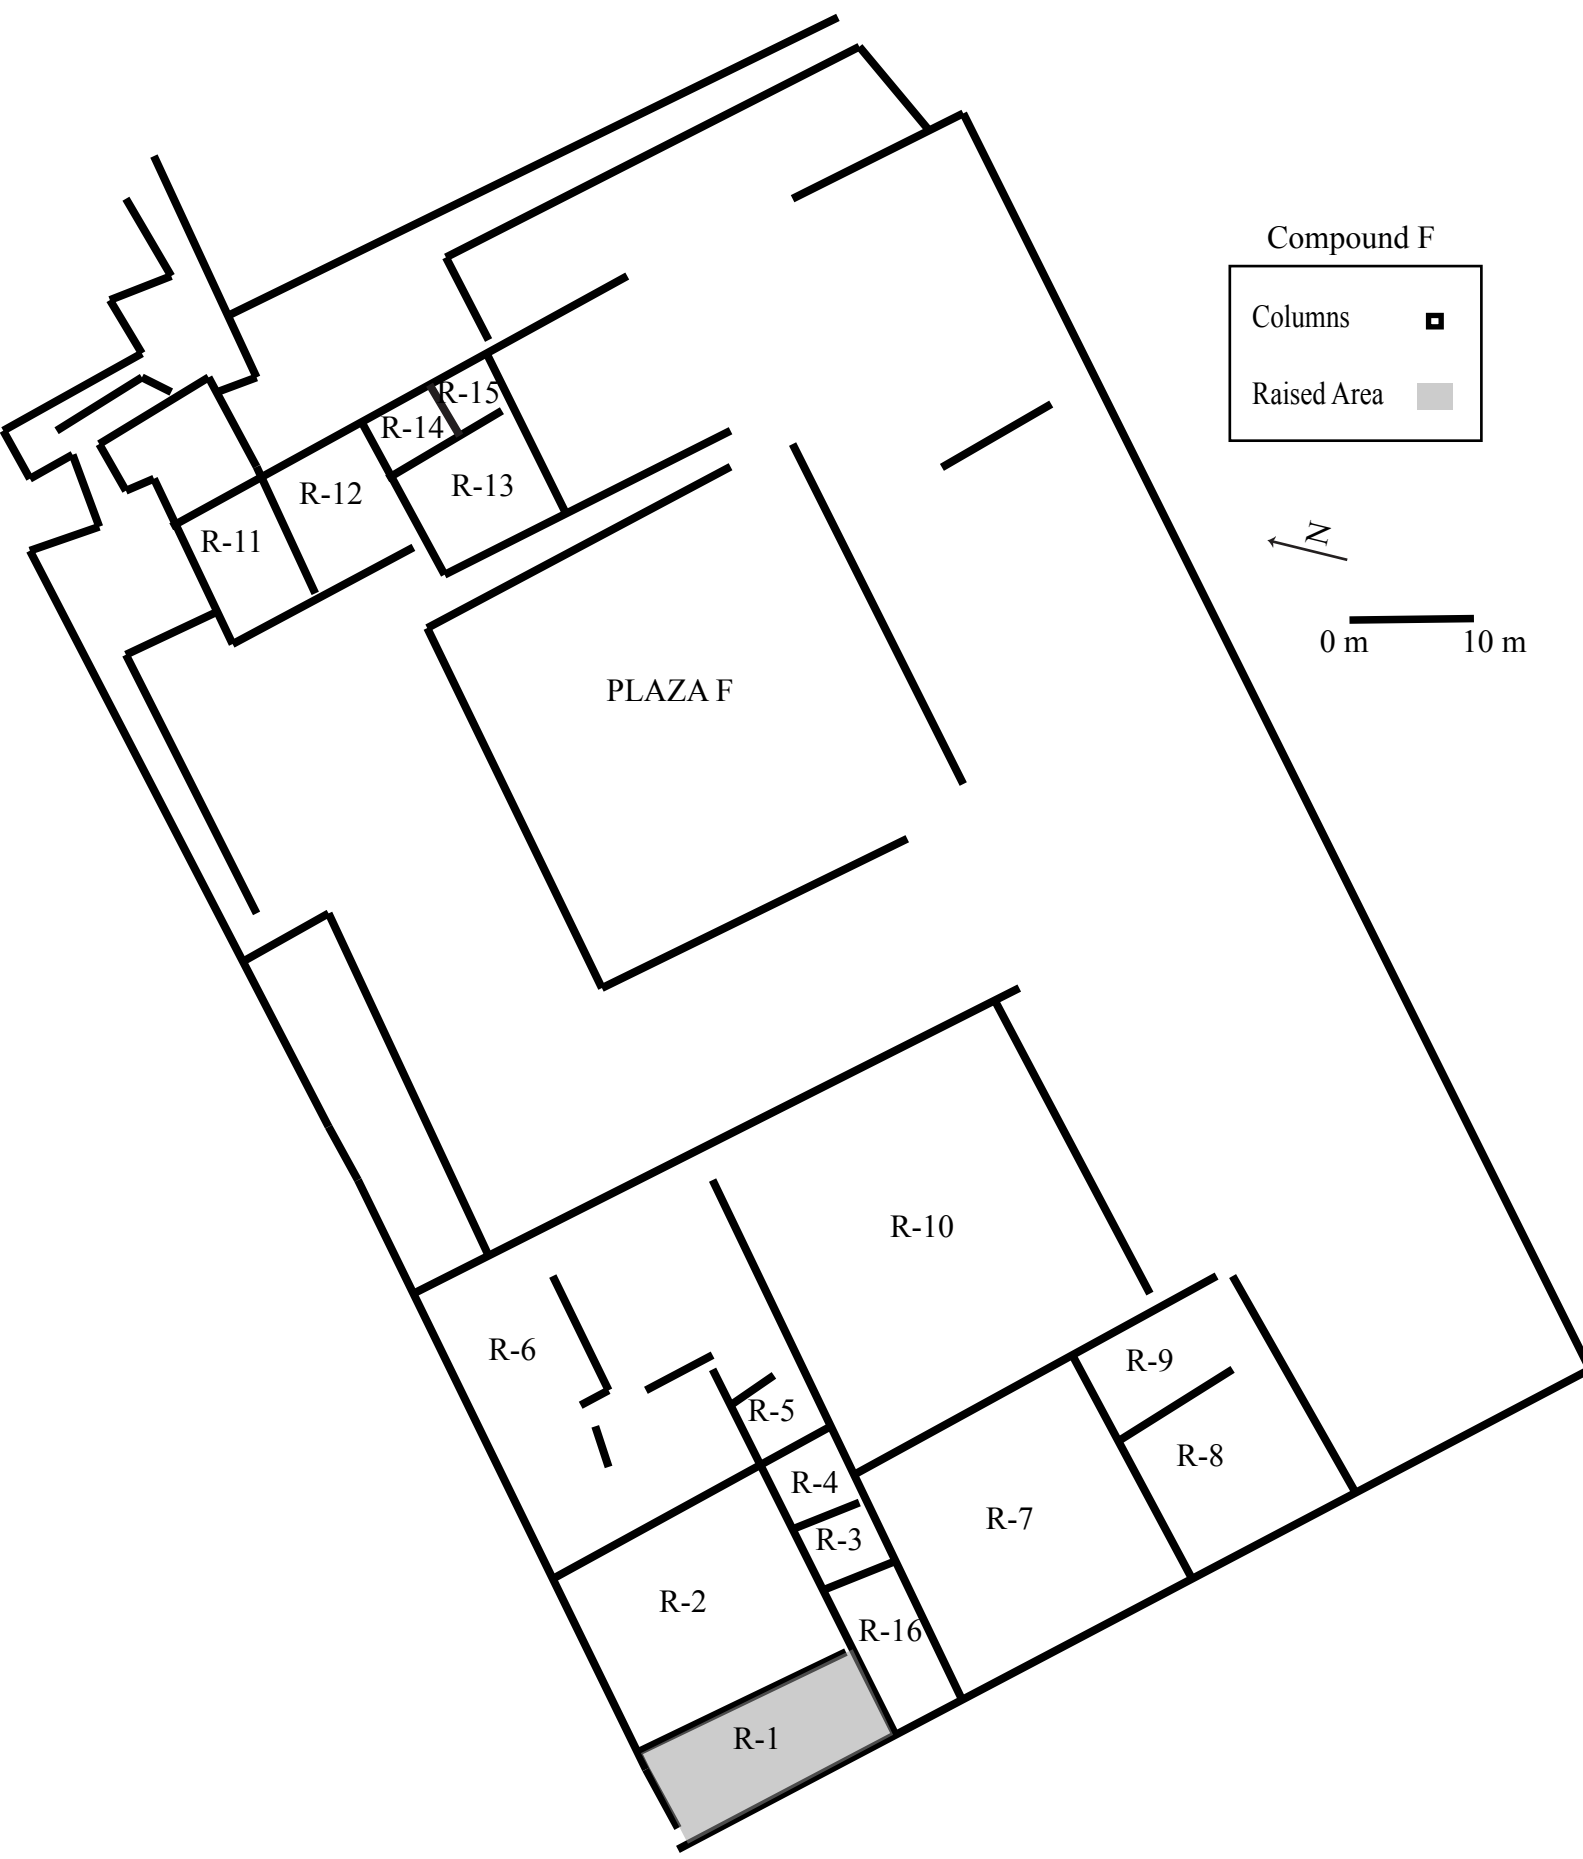 Compound F
Columns
Raised Area
N
0 m 10 m
R-15
R-14
R-13
R-12
R-11
PLAZA F
R-10
R-6
R-9
R-5
R-8
R-4
R-7
R-3
R-2
R-16
R-1